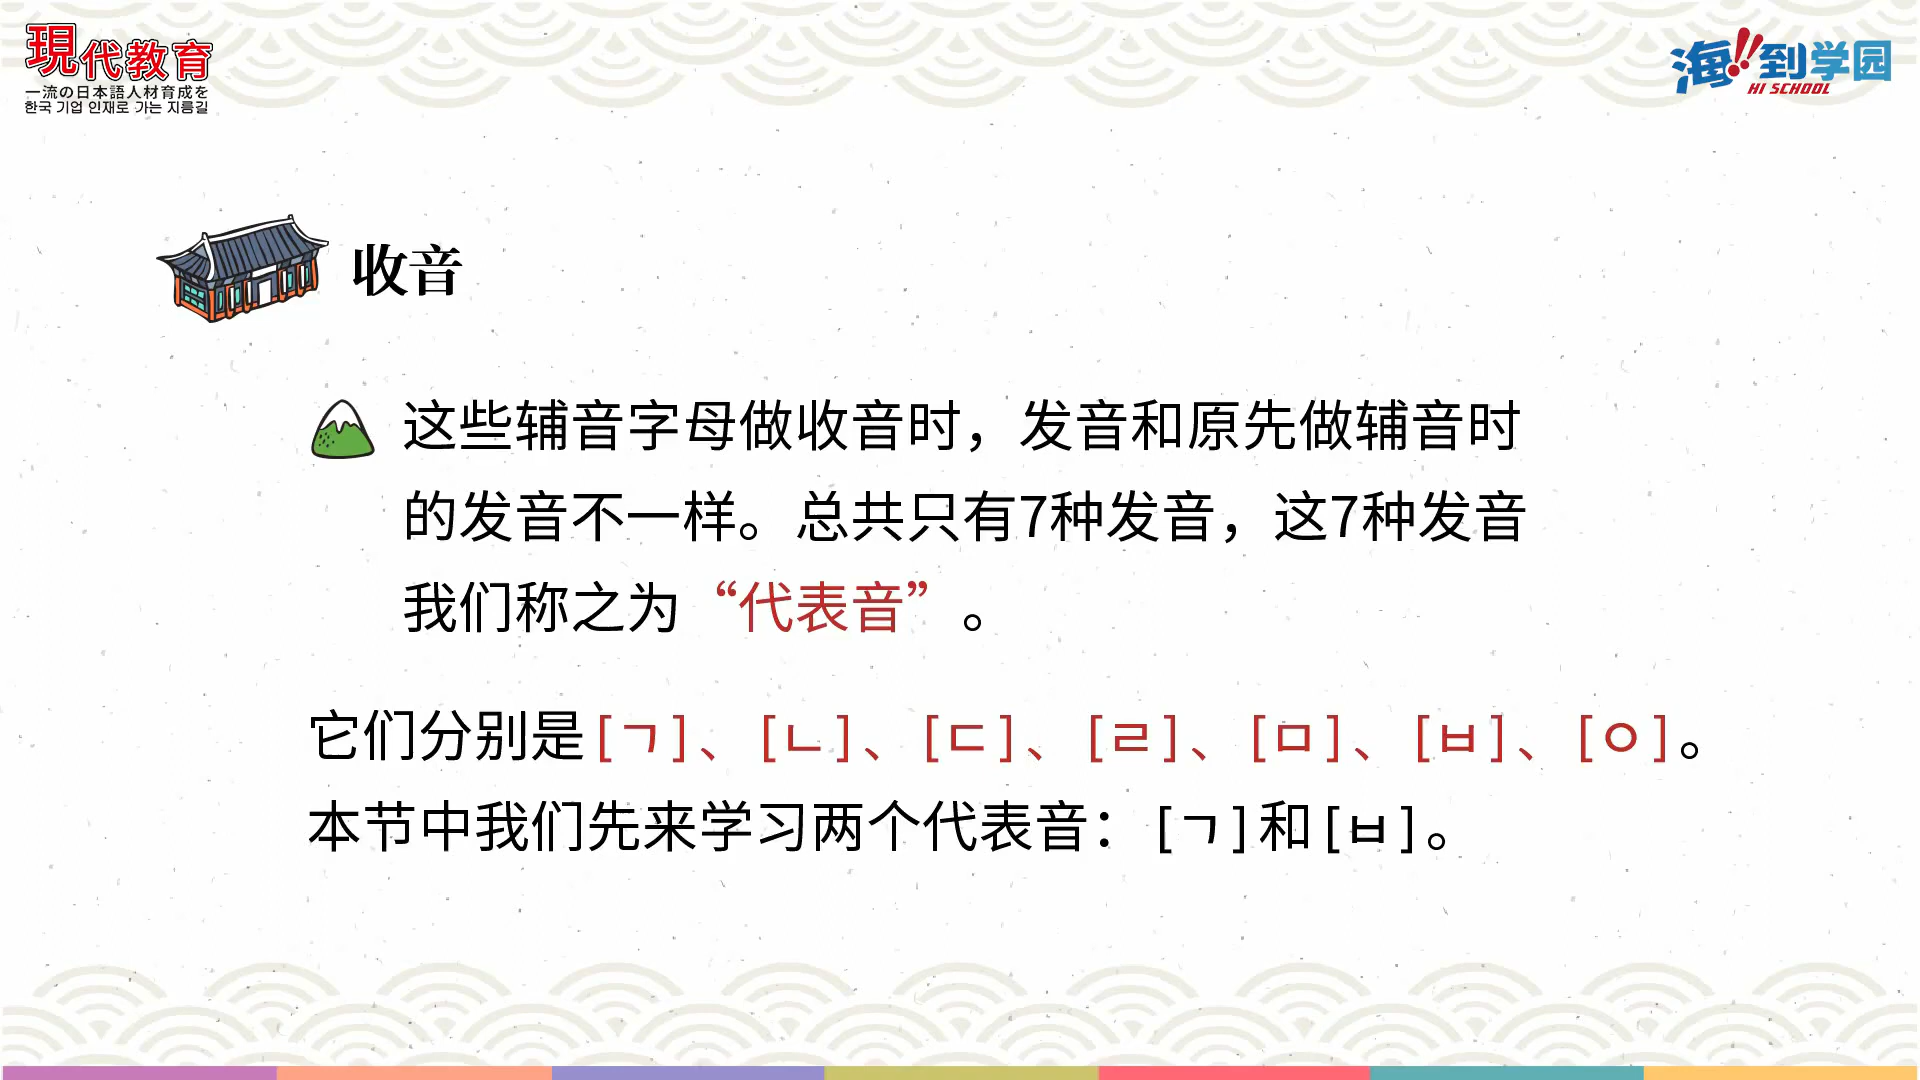 現代教育
一流の日本語人材育成を
한국 기업 인재로 가는 지름길
海!!到学园
HI SCHOOL
收音
这些辅音字母做收音时，发音和原先做辅音时
的发音不一样。总共只有7种发音，这7种发音
我们称之为“代表音”。
它们分别是[ㄱ]、[ㄴ]、[ㄷ]、[ㄹ]、[ㅁ]、[ㅂ]、[ㅇ]。
本节中我们先来学习两个代表音：[ㄱ]和[ㅂ]。